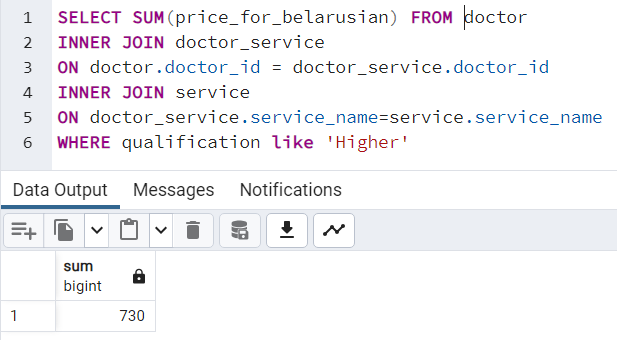 1 SELECT SUM(price_for_belarusian) FROM doctor
2 INNER JOIN doctor_service
3 ON doctor.doctor_id = doctor_service.doctor_id
4 INNER JOIN service
5 ON doctor_service.service_name=service.service_name
6 WHERE qualification like 'Higher'
Data Output Messages Notifications
sum
bigint
1 730